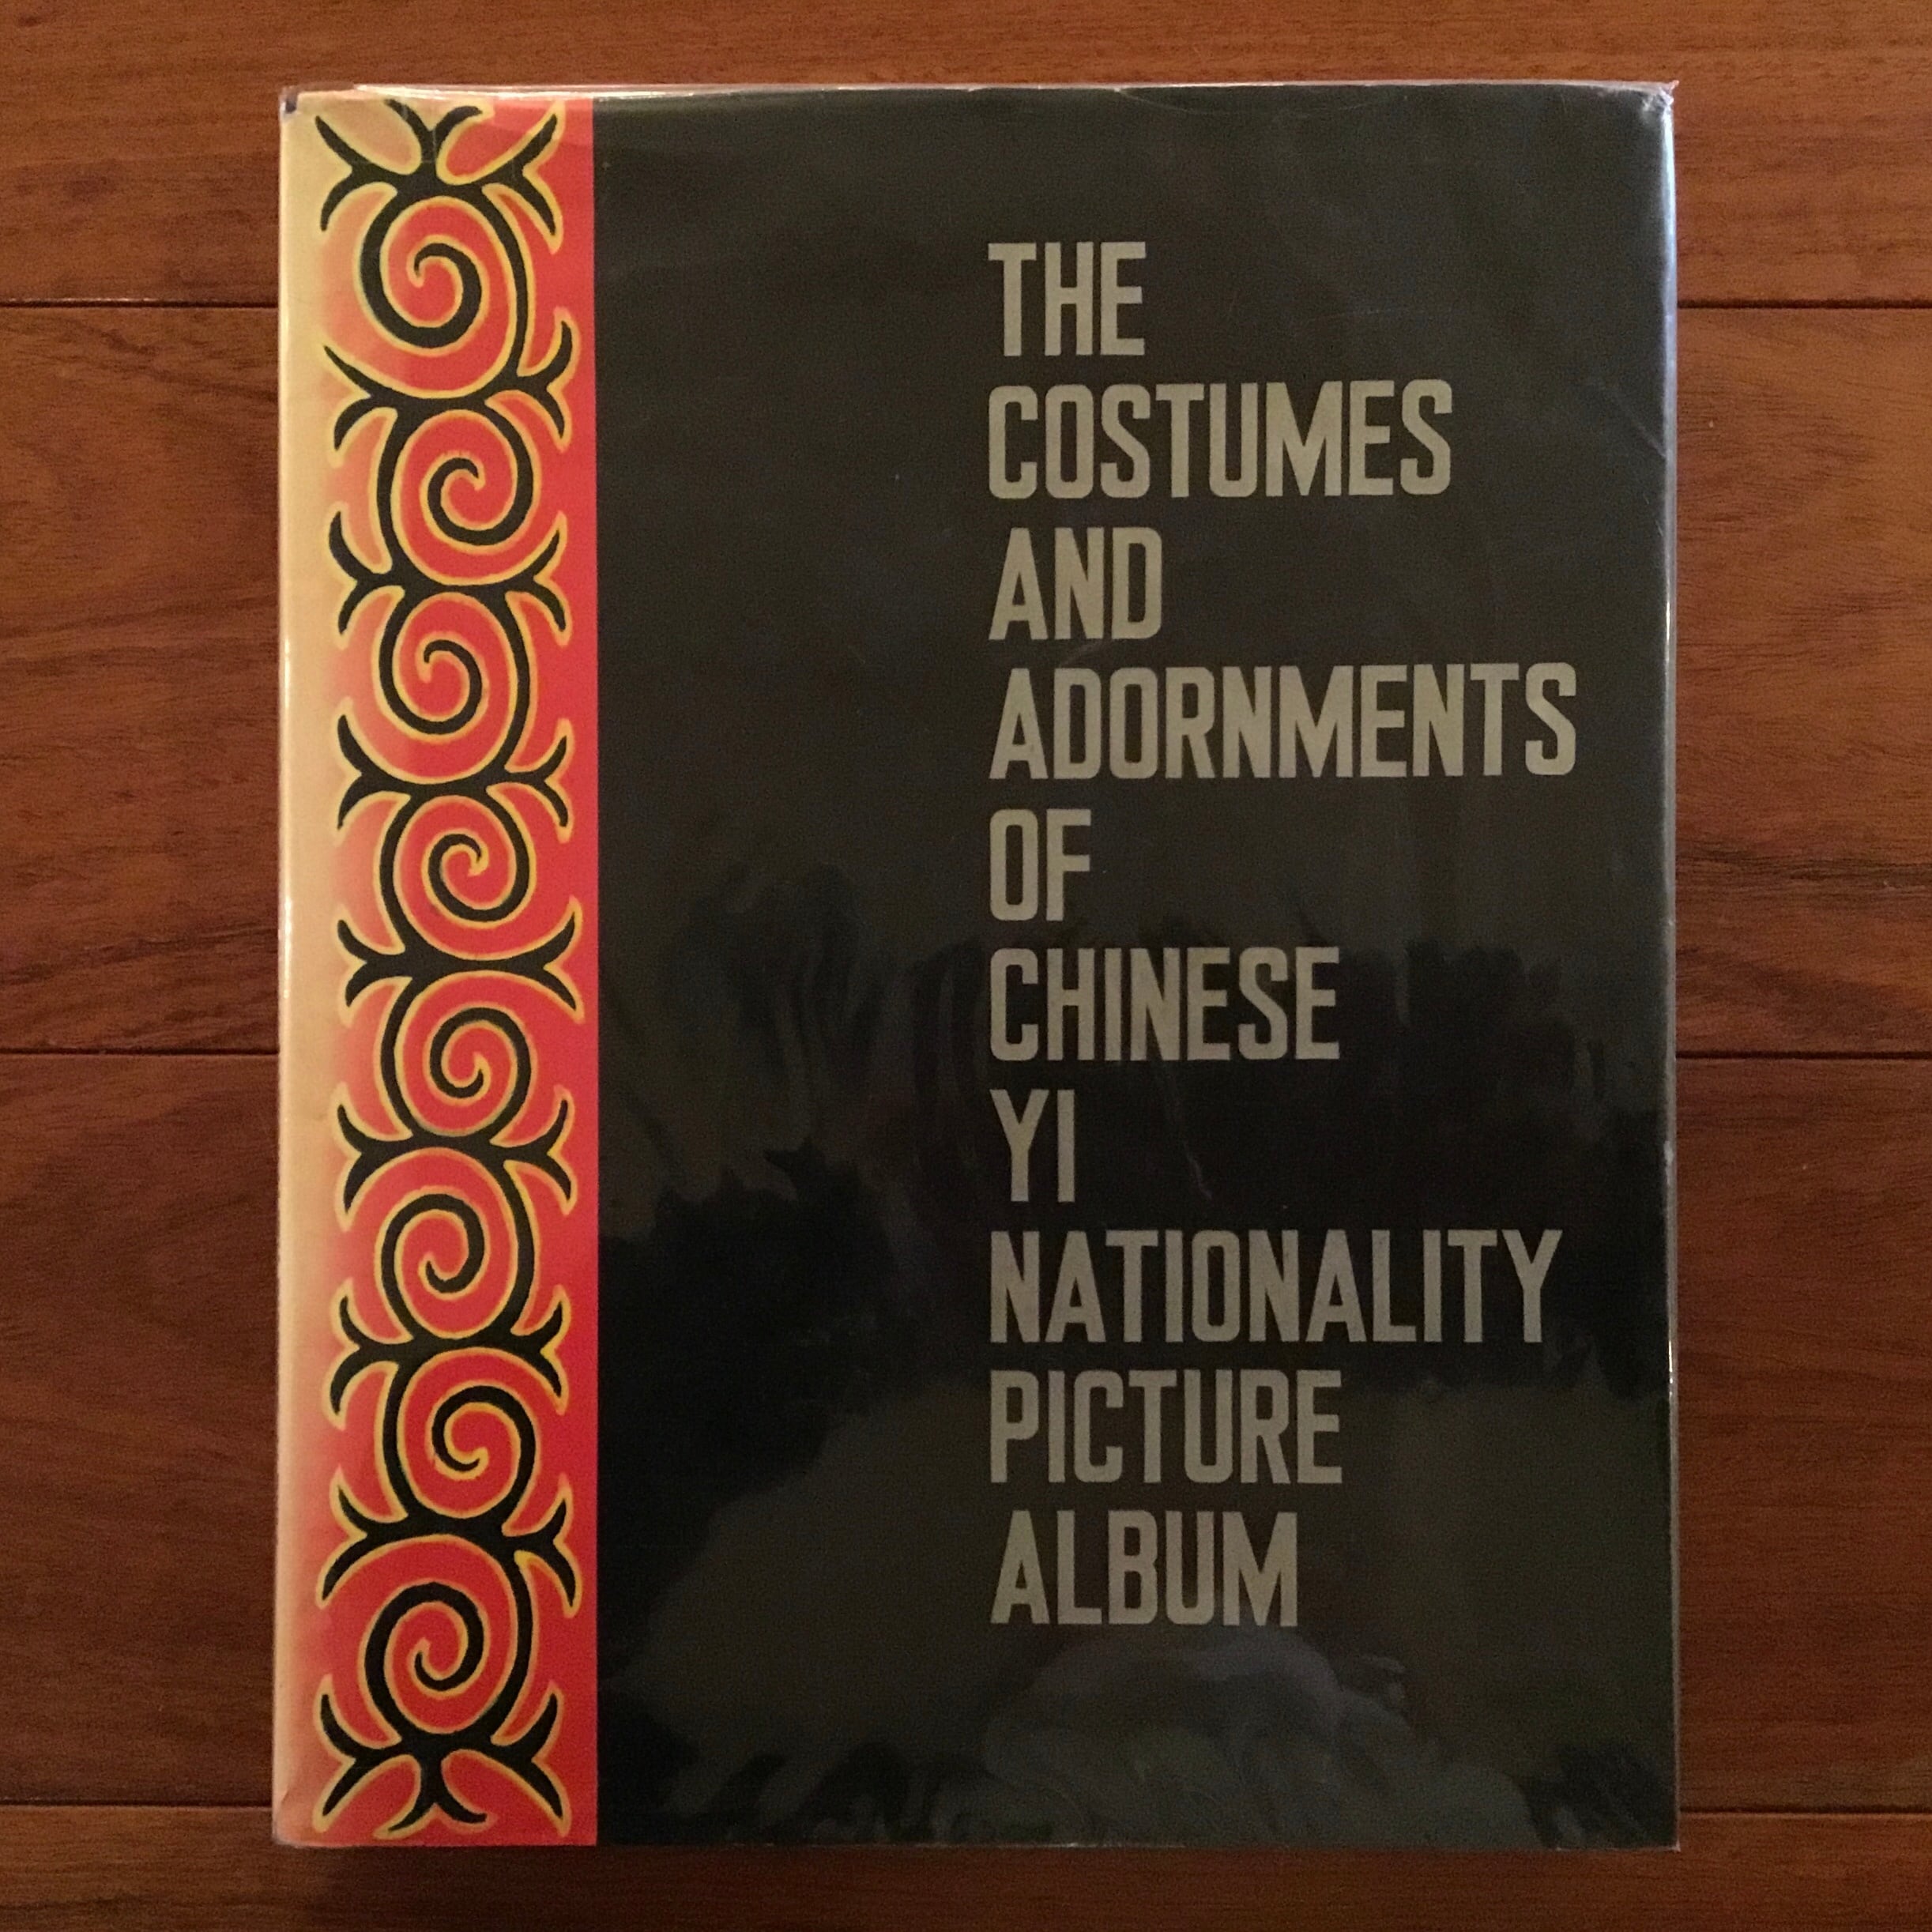 THE
COSTUMES
AND
ADORNMENTS
OF
CHINESE
YI
NATIONALITY
PICTURE
ALBUM